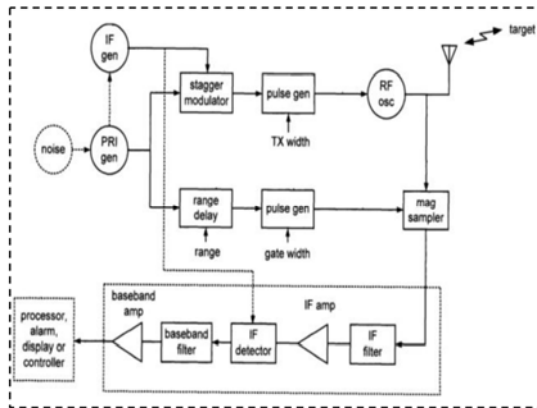 IF
gen
target
stagger
modulator
pulse gen
RF
osc
TX width
noise
PRI
gen
range
delay
pulse gen
mag
sampler
range
gate width
baseband
amp
IF amp
processor,
alarm,
display or
controller
baseband
filter
IF
detector
IF
filter